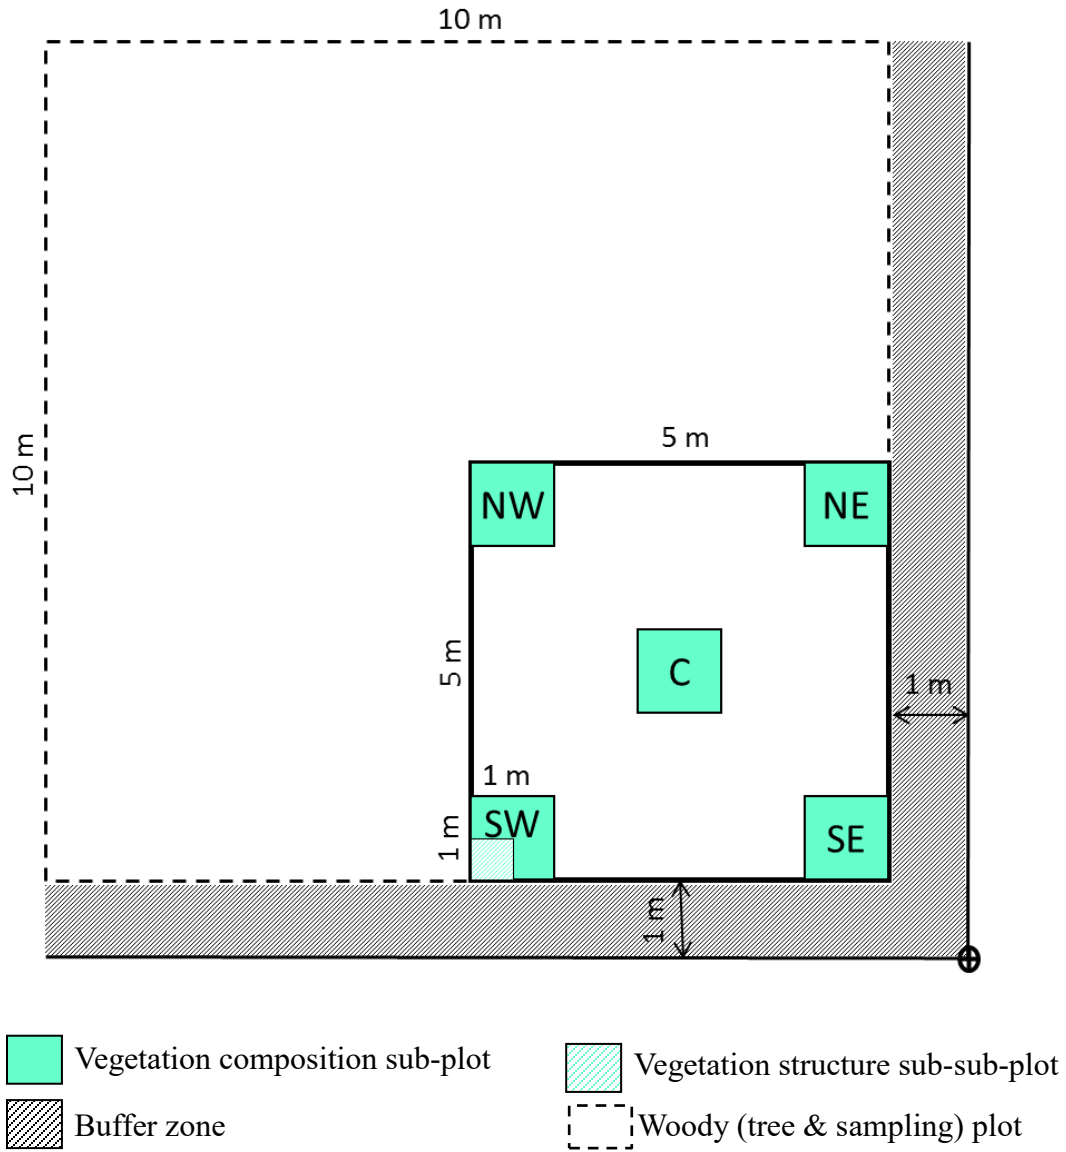 10 m
10 m
5 m
NW
NE
5 m
C
1 m
1 m
SW
1 m
SE
1 m
Vegetation composition sub-plot
Vegetation structure sub-sub-plot
Buffer zone
Woody (tree & sampling) plot